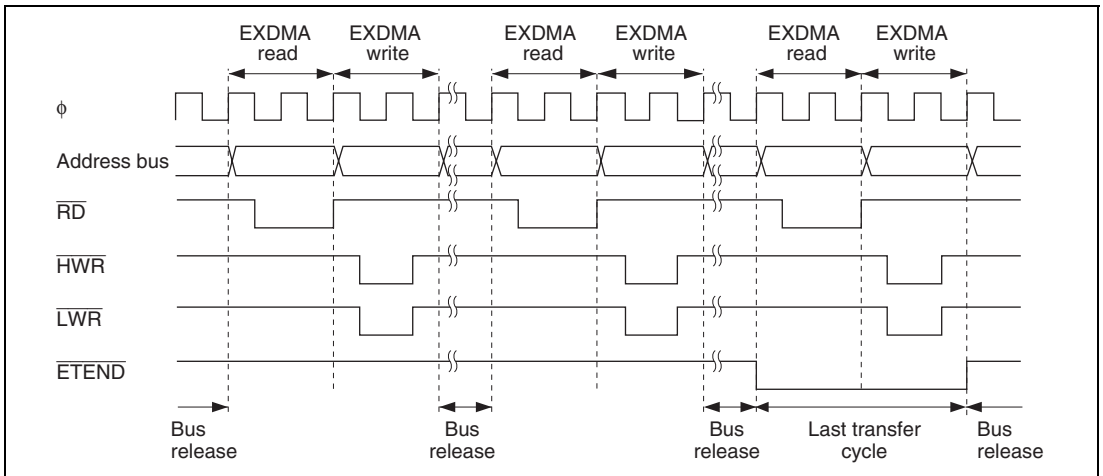 EXDMA
read
EXDMA
write
EXDMA
read
EXDMA
write
EXDMA
read
EXDMA
write
φ
Address bus
RD
HWR
LWR
ETEND
Bus
release
Bus
release
Bus
release
Last transfer
cycle
Bus
release